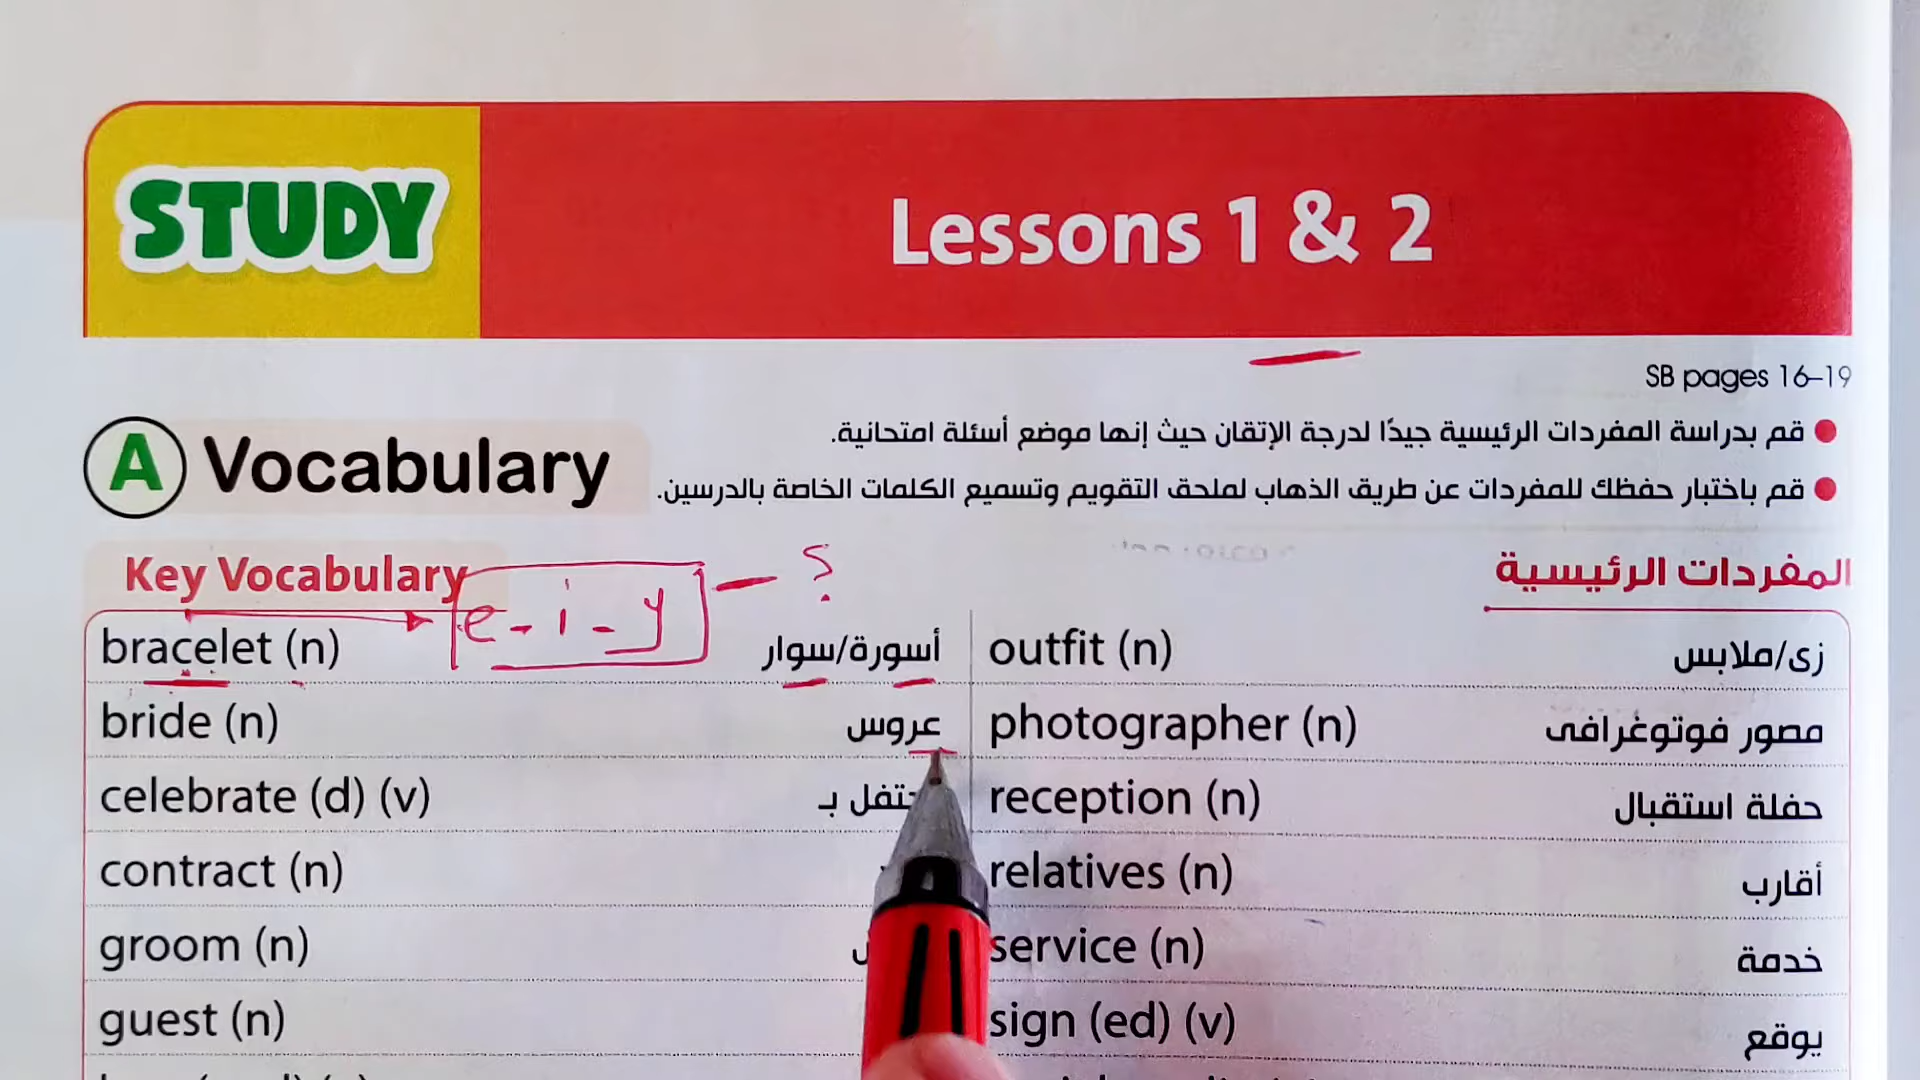 STUDY
Lessons 1 & 2
SB pages 16–19
قم بدراسة المفردات الرئيسية جيدًا لدرجة الإتقان حيث إنها موضع أسئلة امتحانية.
قم باختبار حفظك للمفردات عن طريق الذهاب لملحق التقويم وتسميع الكلمات الخاصة بالدرسين.
A Vocabulary
Key Vocabulary
e - i - y - ؟
المفردات الرئيسية
bracelet (n) أسورة/سوار
outfit (n) زى/ملابس
bride (n) عروس
photographer (n) مصور فوتوغرافى
celebrate (d) (v) بـ
reception (n) حفلة استقبال
contract (n)
relatives (n) أقارب
groom (n)
service (n) خدمة
guest (n)
sign (ed) (v) يوقع